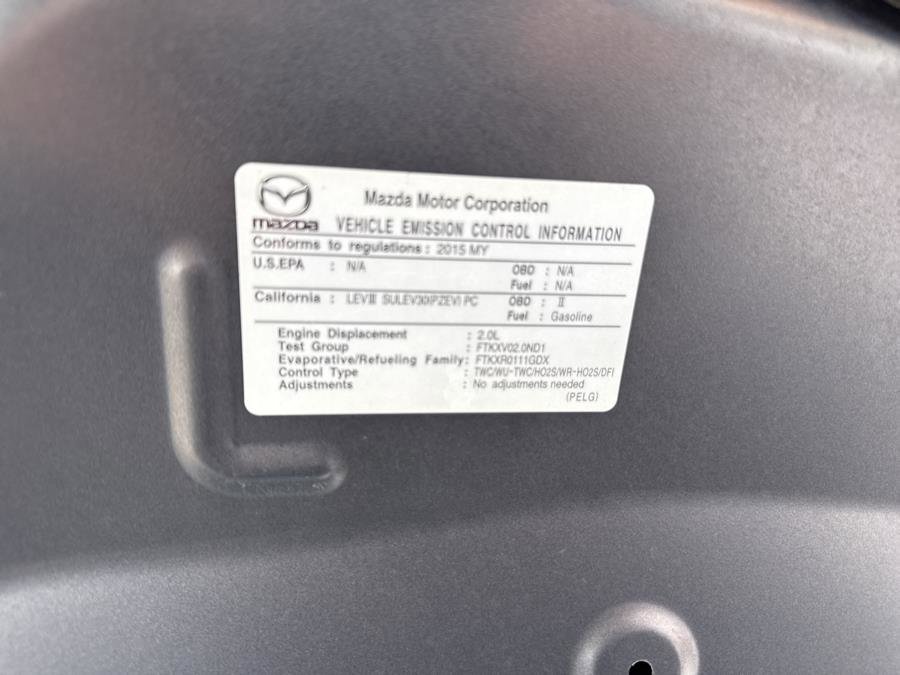 mazda
Mazda Motor Corporation
VEHICLE EMISSION CONTROL INFORMATION
Conforms to regulations : 2015 MY
U.S.EPA : N/A OBD : N/A
Fuel : N/A
California : LEVIII SULEV30(PZEV) PC OBD : II
Fuel : Gasoline
Engine Displacement : 2.0L
Test Group : FTKXV02.0ND1
Evaporative/Refueling Family: FTKXR0111GDX
Control Type : TWC/WU-TWC/HO2S/WR-HO2S/DFI
Adjustments : No adjustments needed
(PELG)